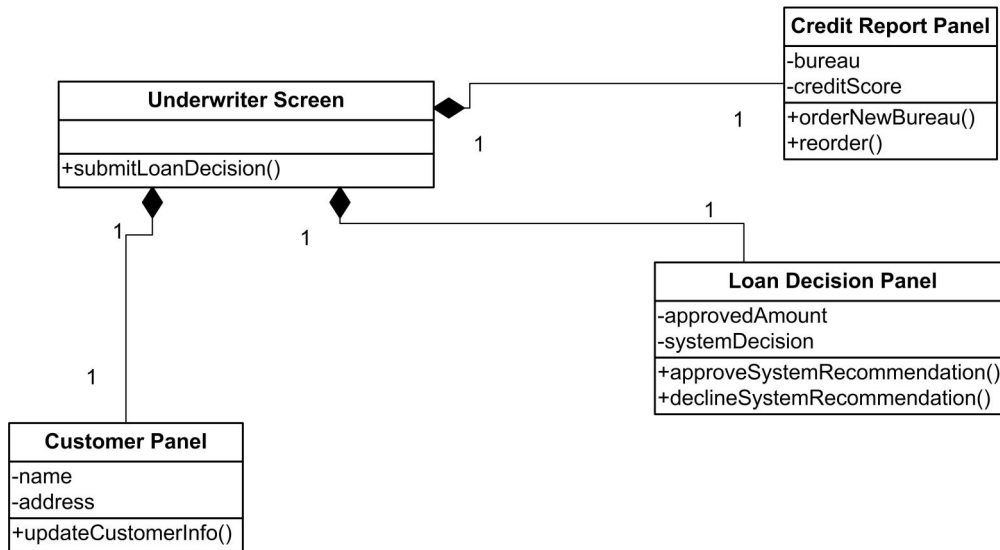 Credit Report Panel
-bureau
-creditScore
+orderNewBureau()
+reorder()
Underwriter Screen
+submitLoanDecision()
1
1
1
1
1
Loan Decision Panel
-approvedAmount
-systemDecision
+approveSystemRecommendation()
+declineSystemRecommendation()
1
Customer Panel
-name
-address
+updateCustomerInfo()